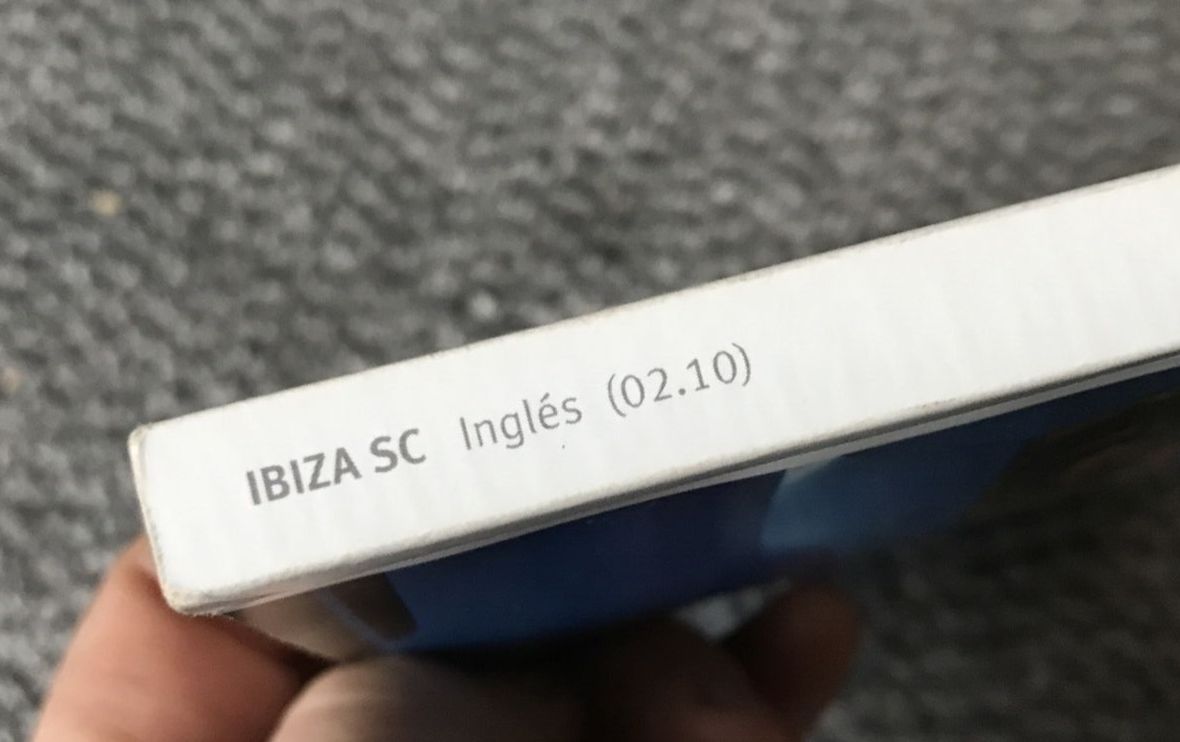 IBIZA SC Inglés (02.10)